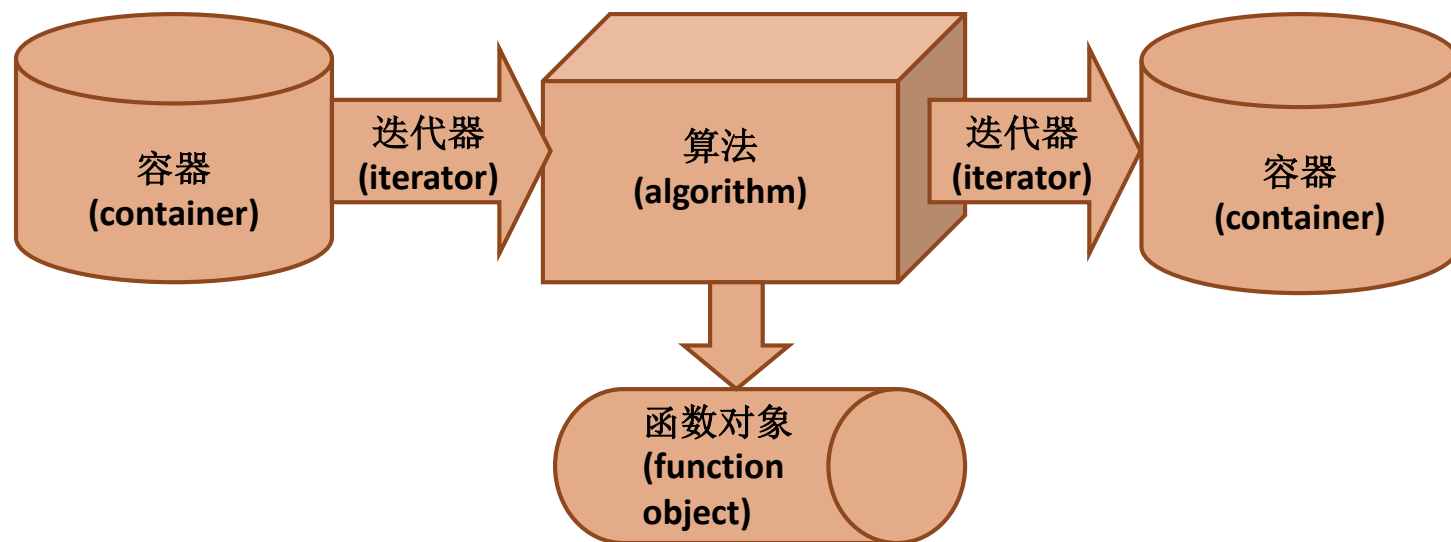 容器
(container)
迭代器
(iterator)
算法
(algorithm)
迭代器
(iterator)
容器
(container)
函数对象
(function
object)